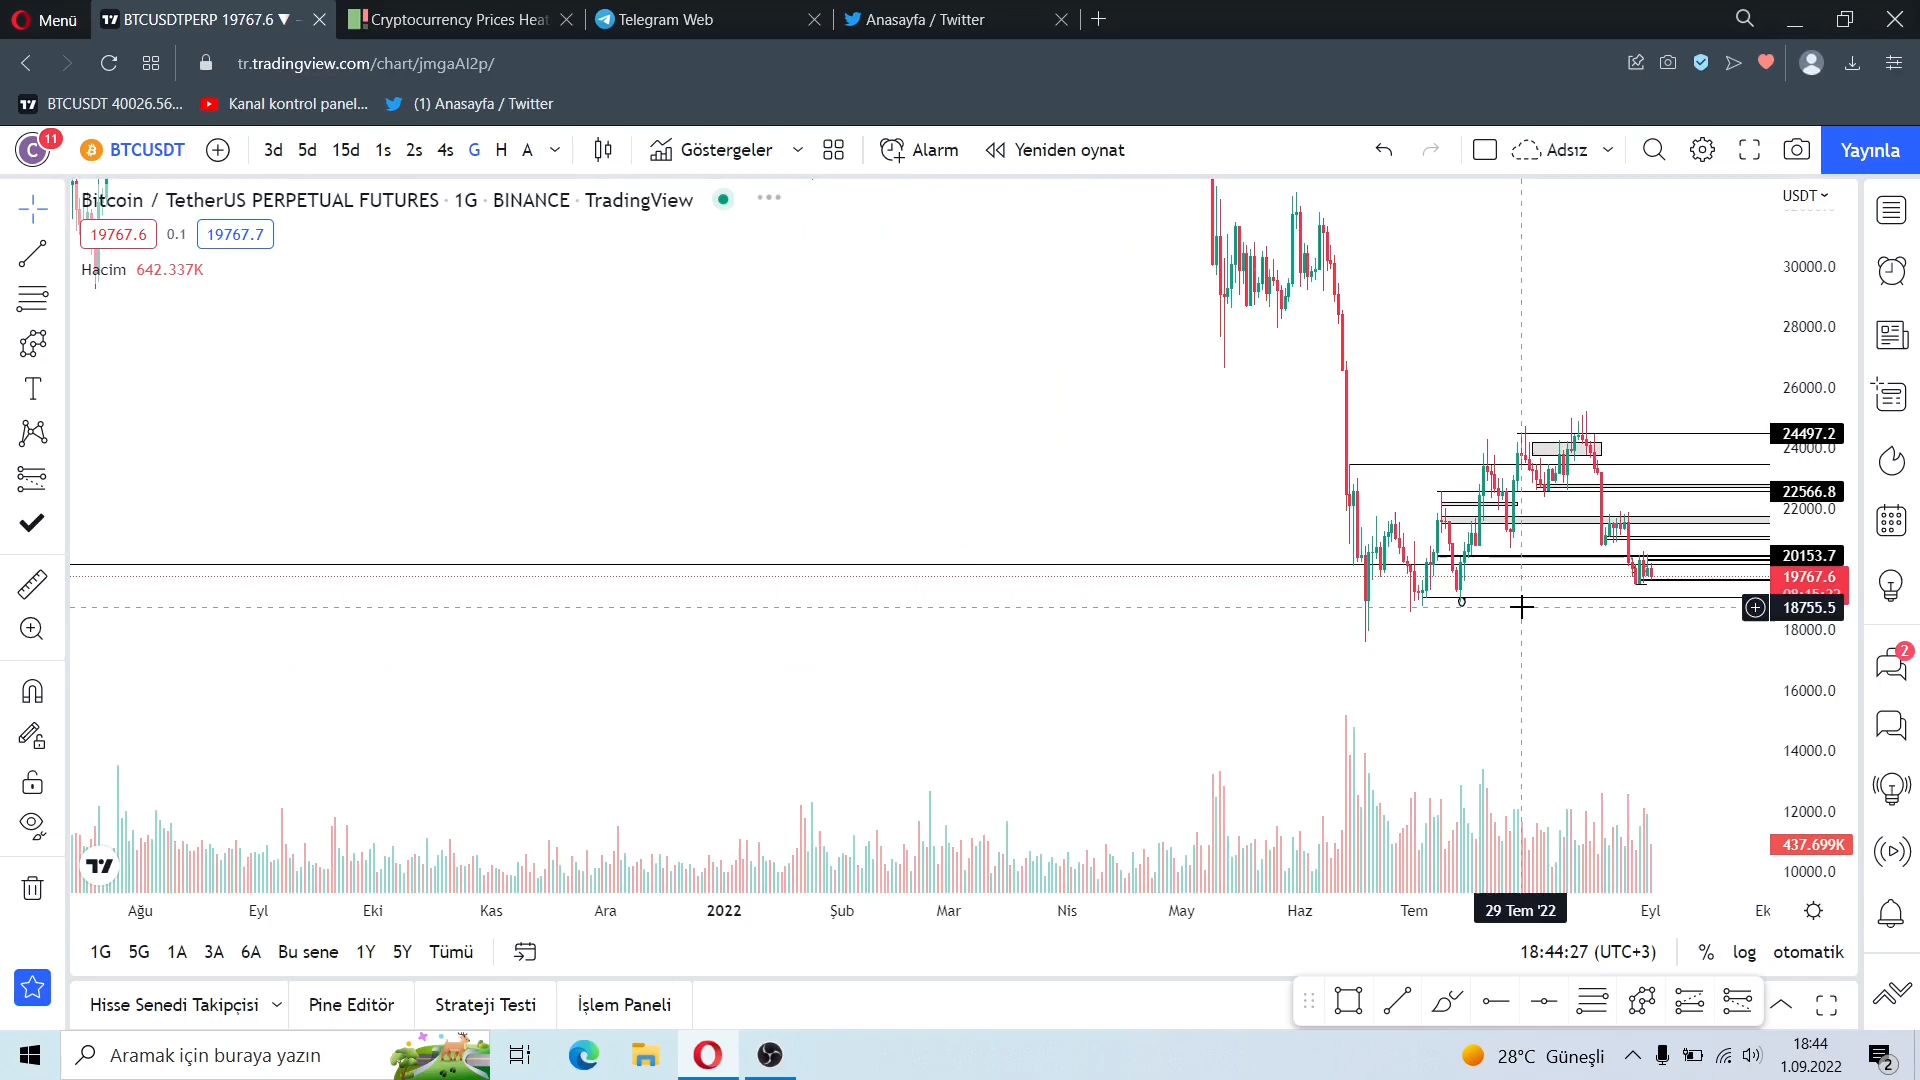 Menü
BTCUSDTPERP 19767.6 ▼ -
Cryptocurrency Prices Heat
Telegram Web
Anasayfa / Twitter
tr.tradingview.com/chart/jmgaAl2p/
BTCUSDT 40026.56...
Kanal kontrol panel...
(1) Anasayfa / Twitter
C
11
BTCUSDT
3d 5d 15d 1s 2s 4s G H A
Göstergeler
Alarm
Yeniden oynat
Adsız
Yayınla
Bitcoin / TetherUS PERPETUAL FUTURES · 1G · BINANCE · TradingView
USDT
19767.6 0.1 19767.7
Hacim 642.337K
30000.0
28000.0
26000.0
24497.2
24000.0
22566.8
22000.0
20153.7
19767.6
18755.5
18000.0
2
16000.0
14000.0
12000.0
437.699K
10000.0
Ağu Eyl Eki Kas Ara 2022 Şub Mar Nis May Haz Tem 29 Tem '22 Eyl Ek
1G 5G 1A 3A 6A Bu sene 1Y 5Y Tümü
18:44:27 (UTC+3)
% log otomatik
Hisse Senedi Takipçisi
Pine Editör
Strateji Testi
İşlem Paneli
Aramak için buraya yazın
28°C Güneşli
18:44
1.09.2022
2